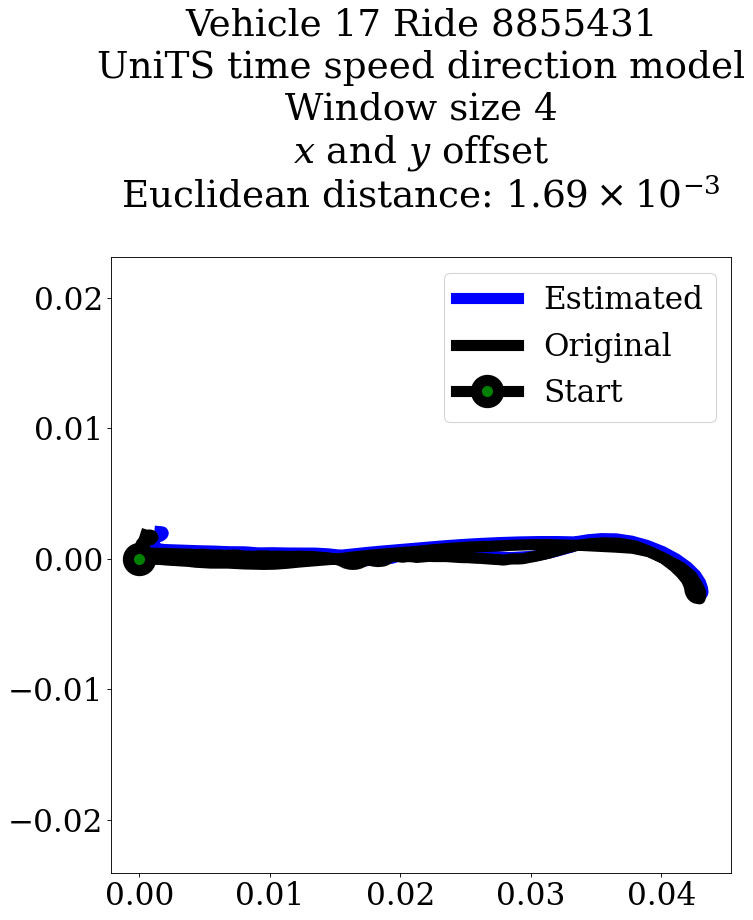 Vehicle 17 Ride 8855431
UniTS time speed direction model
Window size 4
x and y offset
Euclidean distance: 1.69 × 10⁻³
Estimated
Original
Start
0.02
0.01
0.00
−0.01
−0.02
0.00 0.01 0.02 0.03 0.04